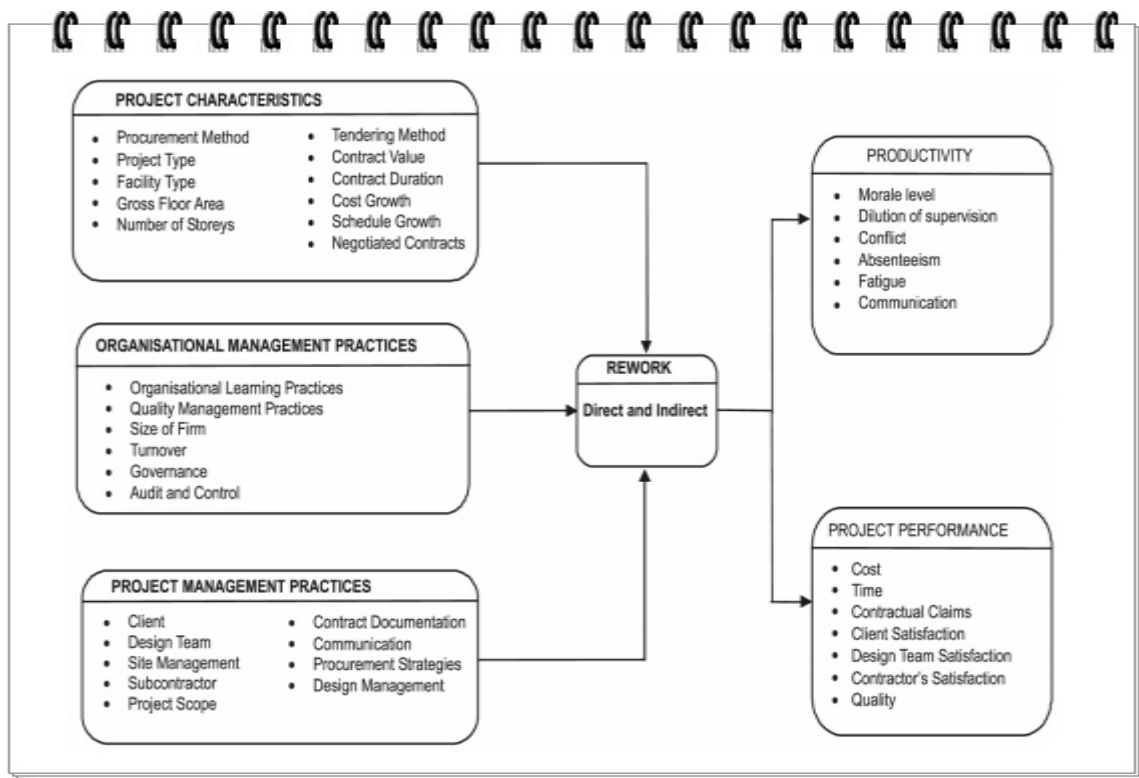 PROJECT CHARACTERISTICS
• Procurement Method
• Project Type
• Facility Type
• Gross Floor Area
• Number of Storeys
• Tendering Method
• Contract Value
• Contract Duration
• Cost Growth
• Schedule Growth
• Negotiated Contracts
ORGANISATIONAL MANAGEMENT PRACTICES
• Organisational Learning Practices
• Quality Management Practices
• Size of Firm
• Turnover
• Governance
• Audit and Control
PROJECT MANAGEMENT PRACTICES
• Client
• Design Team
• Site Management
• Subcontractor
• Project Scope
• Contract Documentation
• Communication
• Procurement Strategies
• Design Management
REWORK
Direct and Indirect
PRODUCTIVITY
• Morale level
• Dilution of supervision
• Conflict
• Absenteeism
• Fatigue
• Communication
PROJECT PERFORMANCE
• Cost
• Time
• Contractual Claims
• Client Satisfaction
• Design Team Satisfaction
• Contractor's Satisfaction
• Quality